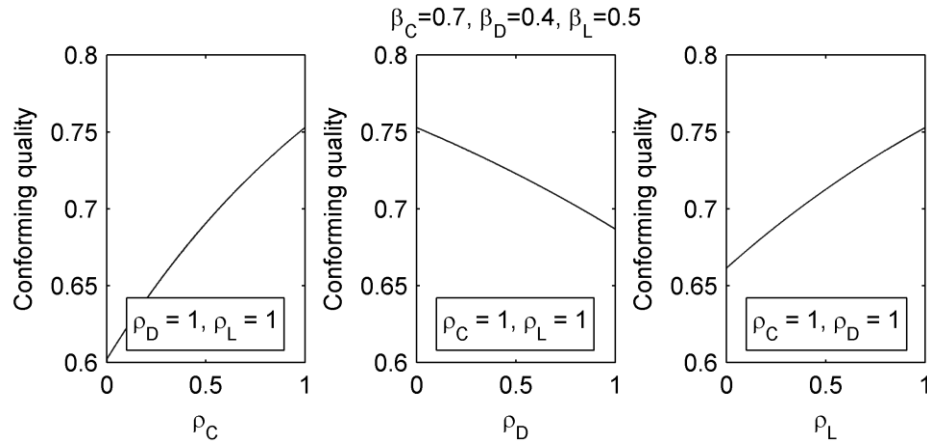 β_C=0.7, β_D=0.4, β_L=0.5
Conforming quality
0.8
0.75
0.7
0.65
0.6
ρ_D = 1, ρ_L = 1
0 0.5 1
ρ_C
Conforming quality
0.8
0.75
0.7
0.65
0.6
ρ_C = 1, ρ_L = 1
0 0.5 1
ρ_D
Conforming quality
0.8
0.75
0.7
0.65
0.6
ρ_C = 1, ρ_D = 1
0 0.5 1
ρ_L